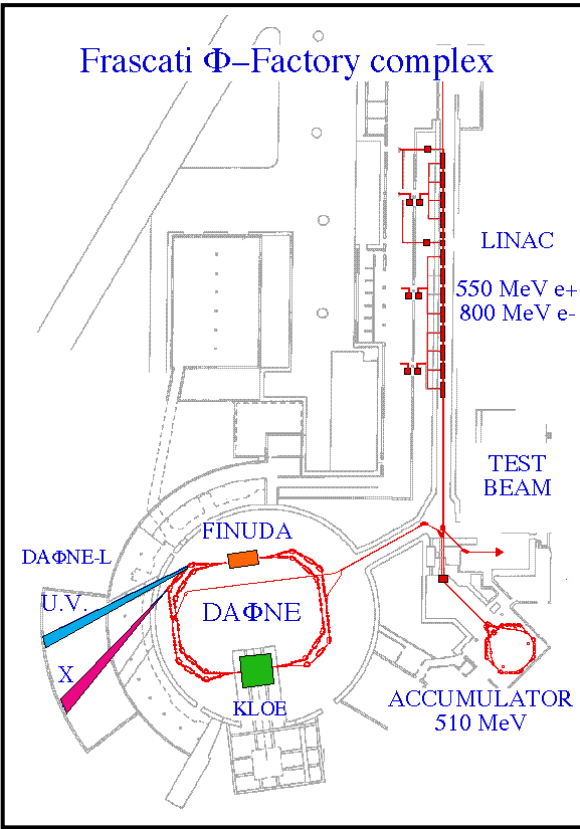 Frascati Φ–Factory complex
LINAC
550 MeV e+
800 MeV e-
TEST
BEAM
FINUDA
DAΦNE-L
U.V.
DAΦNE
X
KLOE
ACCUMULATOR
510 MeV